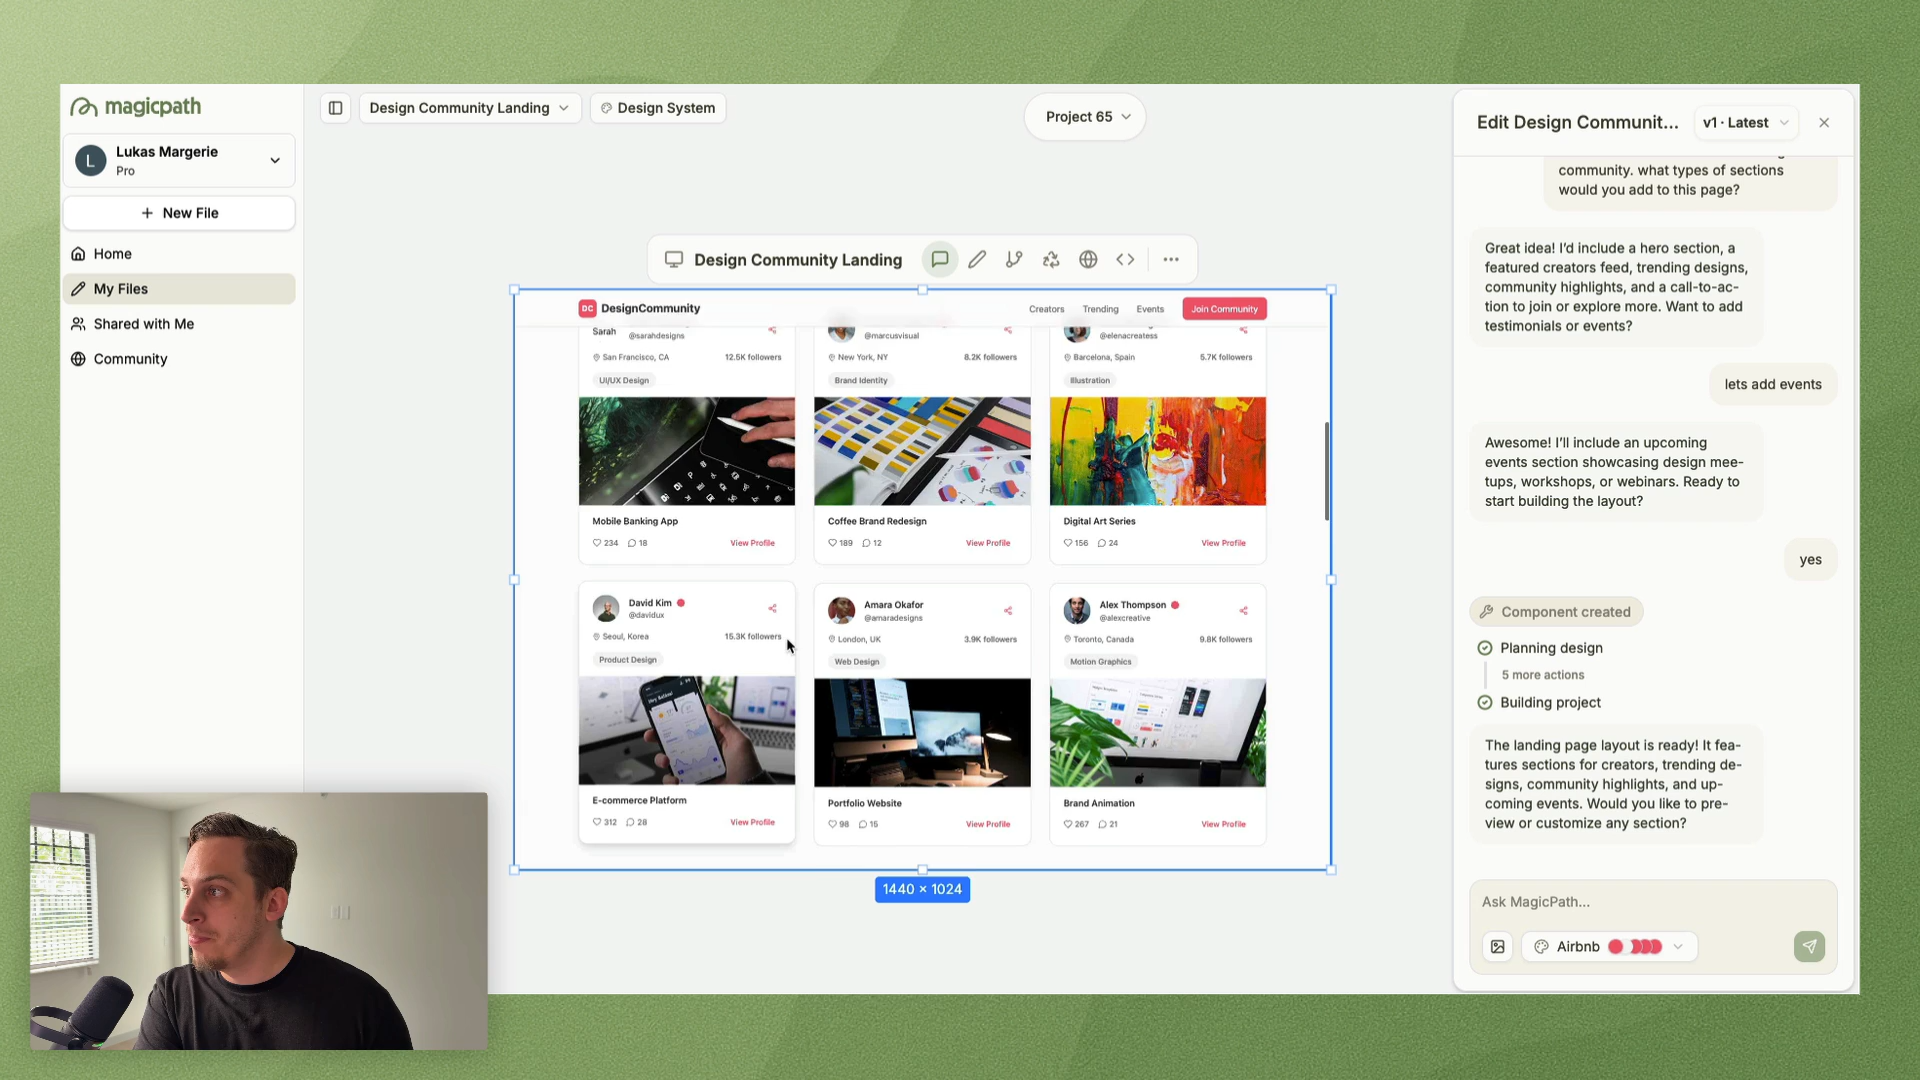 magicpath
L
Lukas Margerie
Pro
New File
Home
My Files
Shared with Me
Community
Design Community Landing
Design System
Project 65
Design Community Landing
DC
DesignCommunity
Creators
Trending
Events
Join Community
Sarah
@sarahdesigns
San Francisco, CA
12.5K followers
UI/UX Design
Mobile Banking App
234
18
View Profile
@marcusvisual
New York, NY
8.2K followers
Brand Identity
Coffee Brand Redesign
189
12
View Profile
@elenacreatess
Barcelona, Spain
5.7K followers
Illustration
Digital Art Series
156
24
View Profile
David Kim
@davidux
Seoul, Korea
15.3K followers
Product Design
E-commerce Platform
312
28
View Profile
Amara Okafor
@amaradesigns
London, UK
3.9K followers
Web Design
Portfolio Website
98
15
View Profile
Alex Thompson
@alexcreative
Toronto, Canada
9.8K followers
Motion Graphics
Brand Animation
267
21
View Profile
1440 × 1024
Edit Design Communit...
v1 · Latest
community. what types of sections
would you add to this page?
Great idea! I'd include a hero section, a
featured creators feed, trending designs,
community highlights, and a call-to-ac-
tion to join or explore more. Want to add
testimonials or events?
lets add events
Awesome! I'll include an upcoming
events section showcasing design mee-
tups, workshops, or webinars. Ready to
start building the layout?
yes
Component created
Planning design
5 more actions
Building project
The landing page layout is ready! It fea-
tures sections for creators, trending de-
signs, community highlights, and up-
coming events. Would you like to pre-
view or customize any section?
Ask MagicPath...
Airbnb